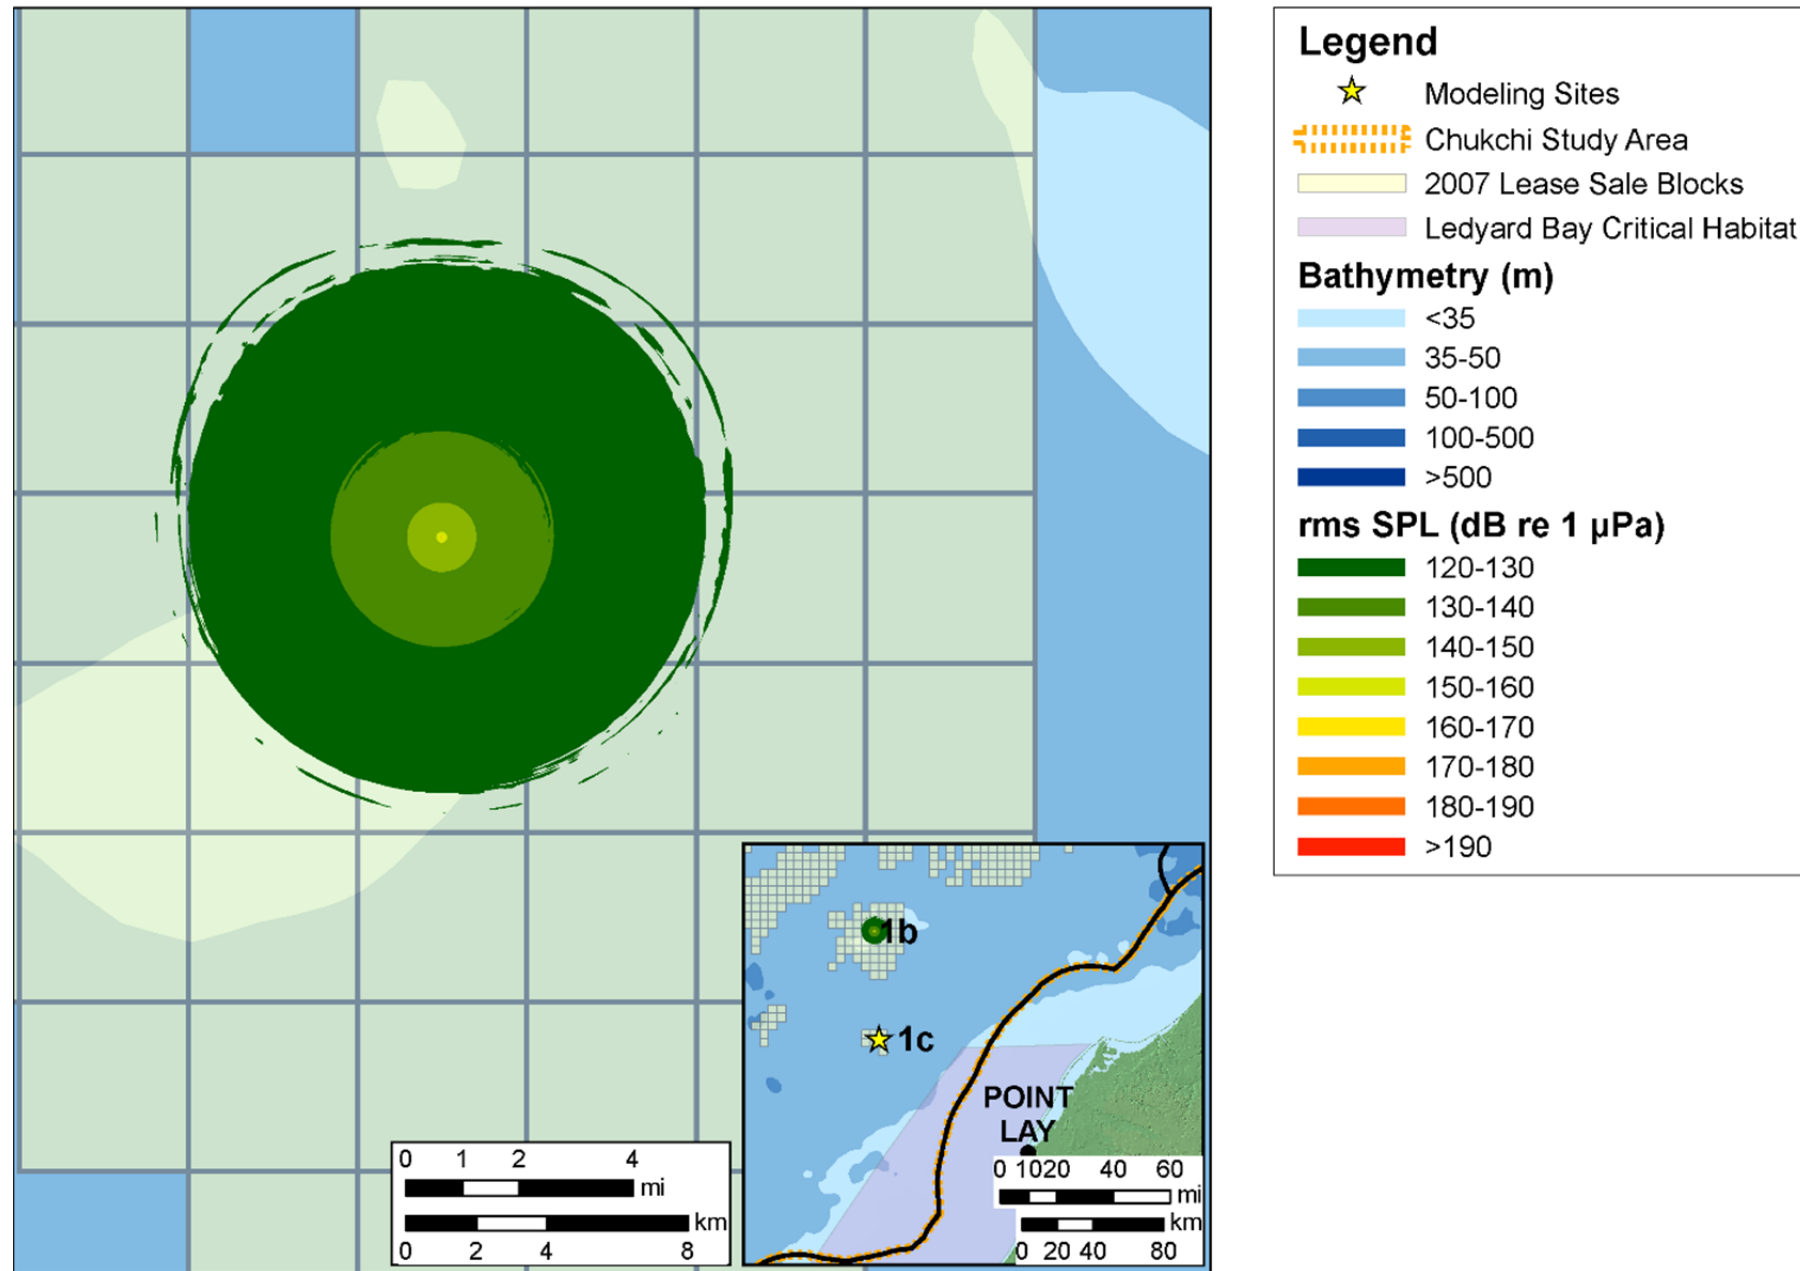 Legend
Modeling Sites
Chukchi Study Area
2007 Lease Sale Blocks
Ledyard Bay Critical Habitat
Bathymetry (m)
<35
35-50
50-100
100-500
>500
rms SPL (dB re 1 µPa)
120-130
130-140
140-150
150-160
160-170
170-180
180-190
>190
1b
1c
POINT
LAY
0 10 20 40 60
mi
km
0 20 40 80
0 1 2 4
mi
km
0 2 4 8